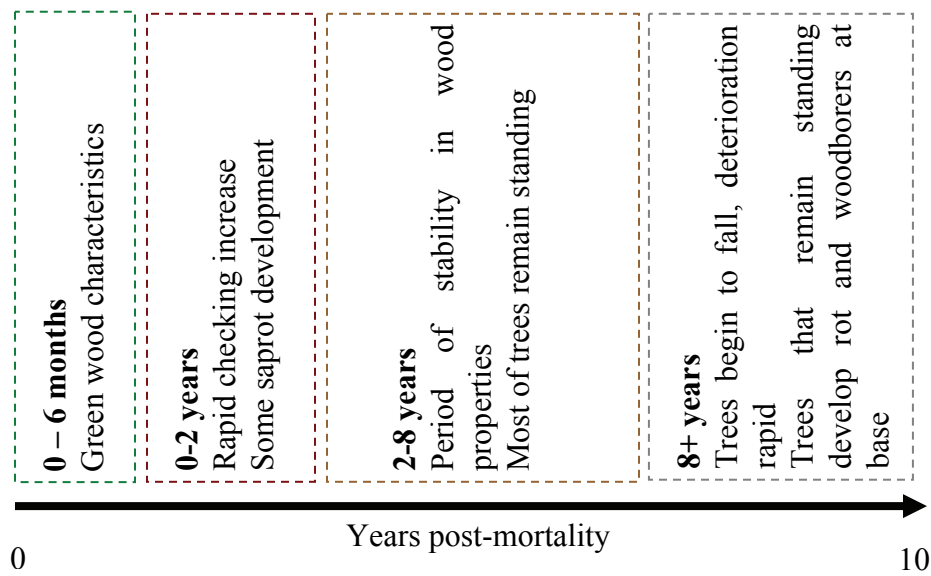 0 – 6 months
Green wood characteristics
0-2 years
Rapid checking increase
Some saprot development
2-8 years
Period of stability in wood
properties
Most of trees remain standing
8+ years
Trees begin to fall, deterioration
rapid
Trees that remain standing
develop rot and woodborers at
base
Years post-mortality
0
10